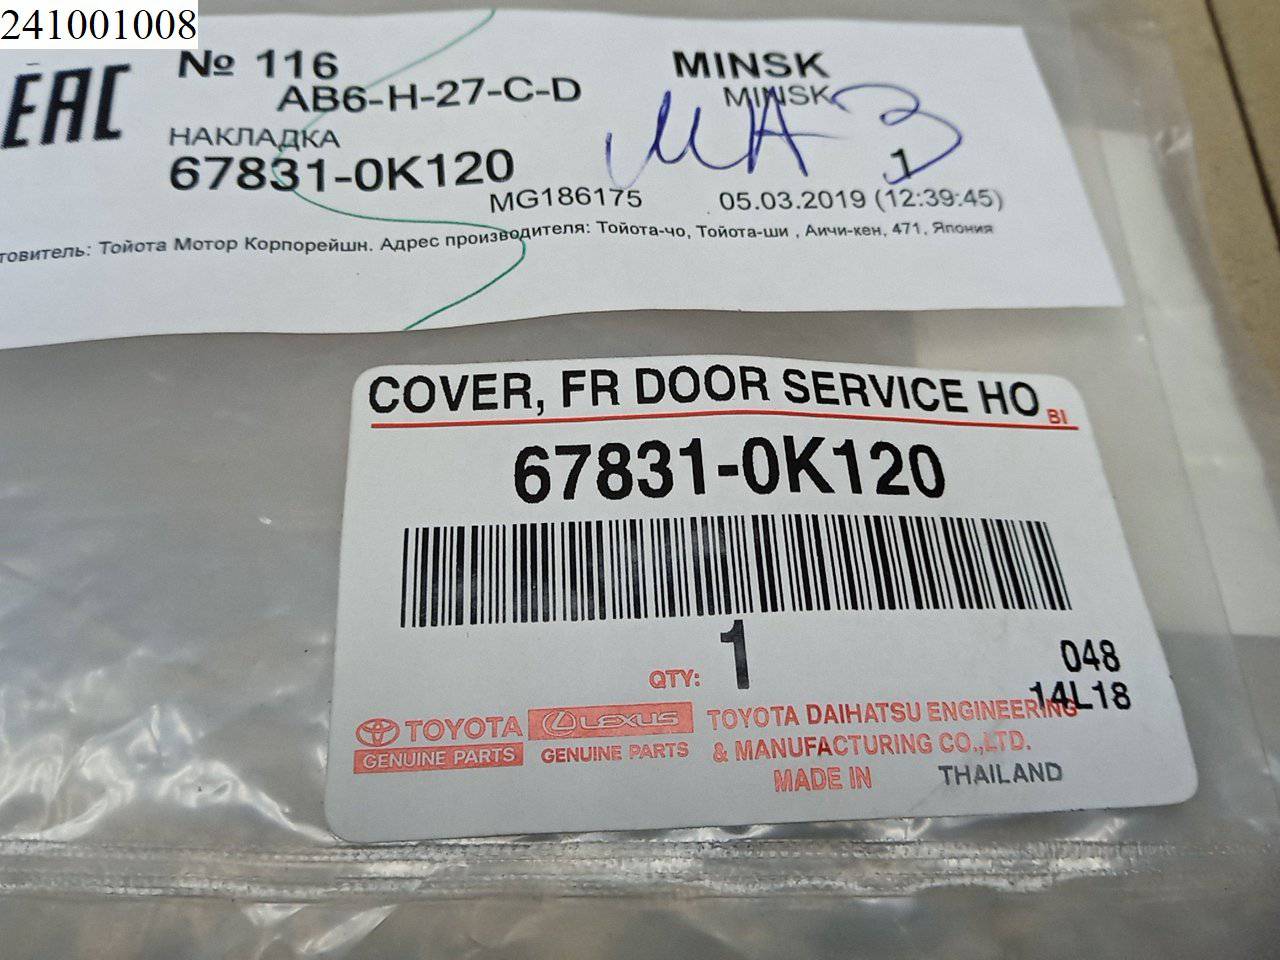 241001008
EAC
№ 116
AB6-H-27-C-D
НАКЛАДКА
67831-0K120
MG186175
MINSK
MINSK
МАЗ
1
05.03.2019 (12:39:45)
товитель: Тойота Мотор Корпорейшн. Адрес производителя: Тойота-чо, Тойота-ши , Аичи-кен, 471, Япония
COVER, FR DOOR SERVICE HO
BI
67831-0K120
QTY: 1
048
14L18
TOYOTA
GENUINE PARTS
LEXUS
GENUINE PARTS
TOYOTA DAIHATSU ENGINEERING
& MANUFACTURING CO.,LTD.
MADE IN THAILAND